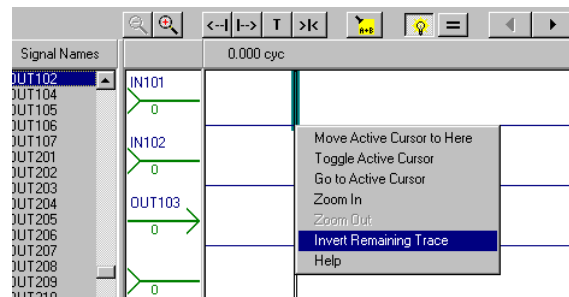 <--| |--> T >|< A+B =
Signal Names 0.000 cyc
OUT102
OUT104
OUT105
OUT106
OUT107
OUT201
OUT202
OUT203
OUT204
OUT205
OUT206
OUT207
OUT208
OUT209
OUT210
IN101
0
IN102
0
OUT103
0
0
Move Active Cursor to Here
Toggle Active Cursor
Go to Active Cursor
Zoom In
Zoom Out
Invert Remaining Trace
Help